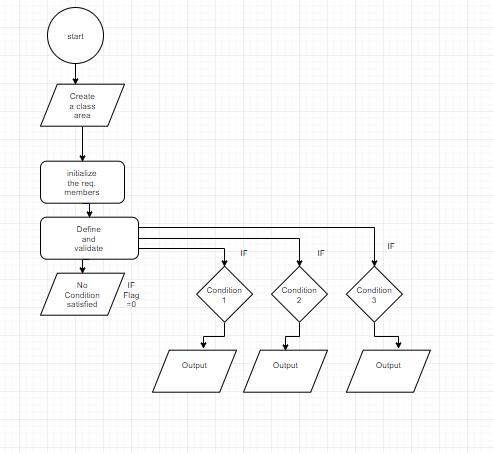 start
Create
a class
area
initialize
the req.
members
Define
and
validate
IF
IF
IF
No
Condition
satisfied
IF
Flag
=0
Condition
1
Condition
2
Condition
3
Output
Output
Output